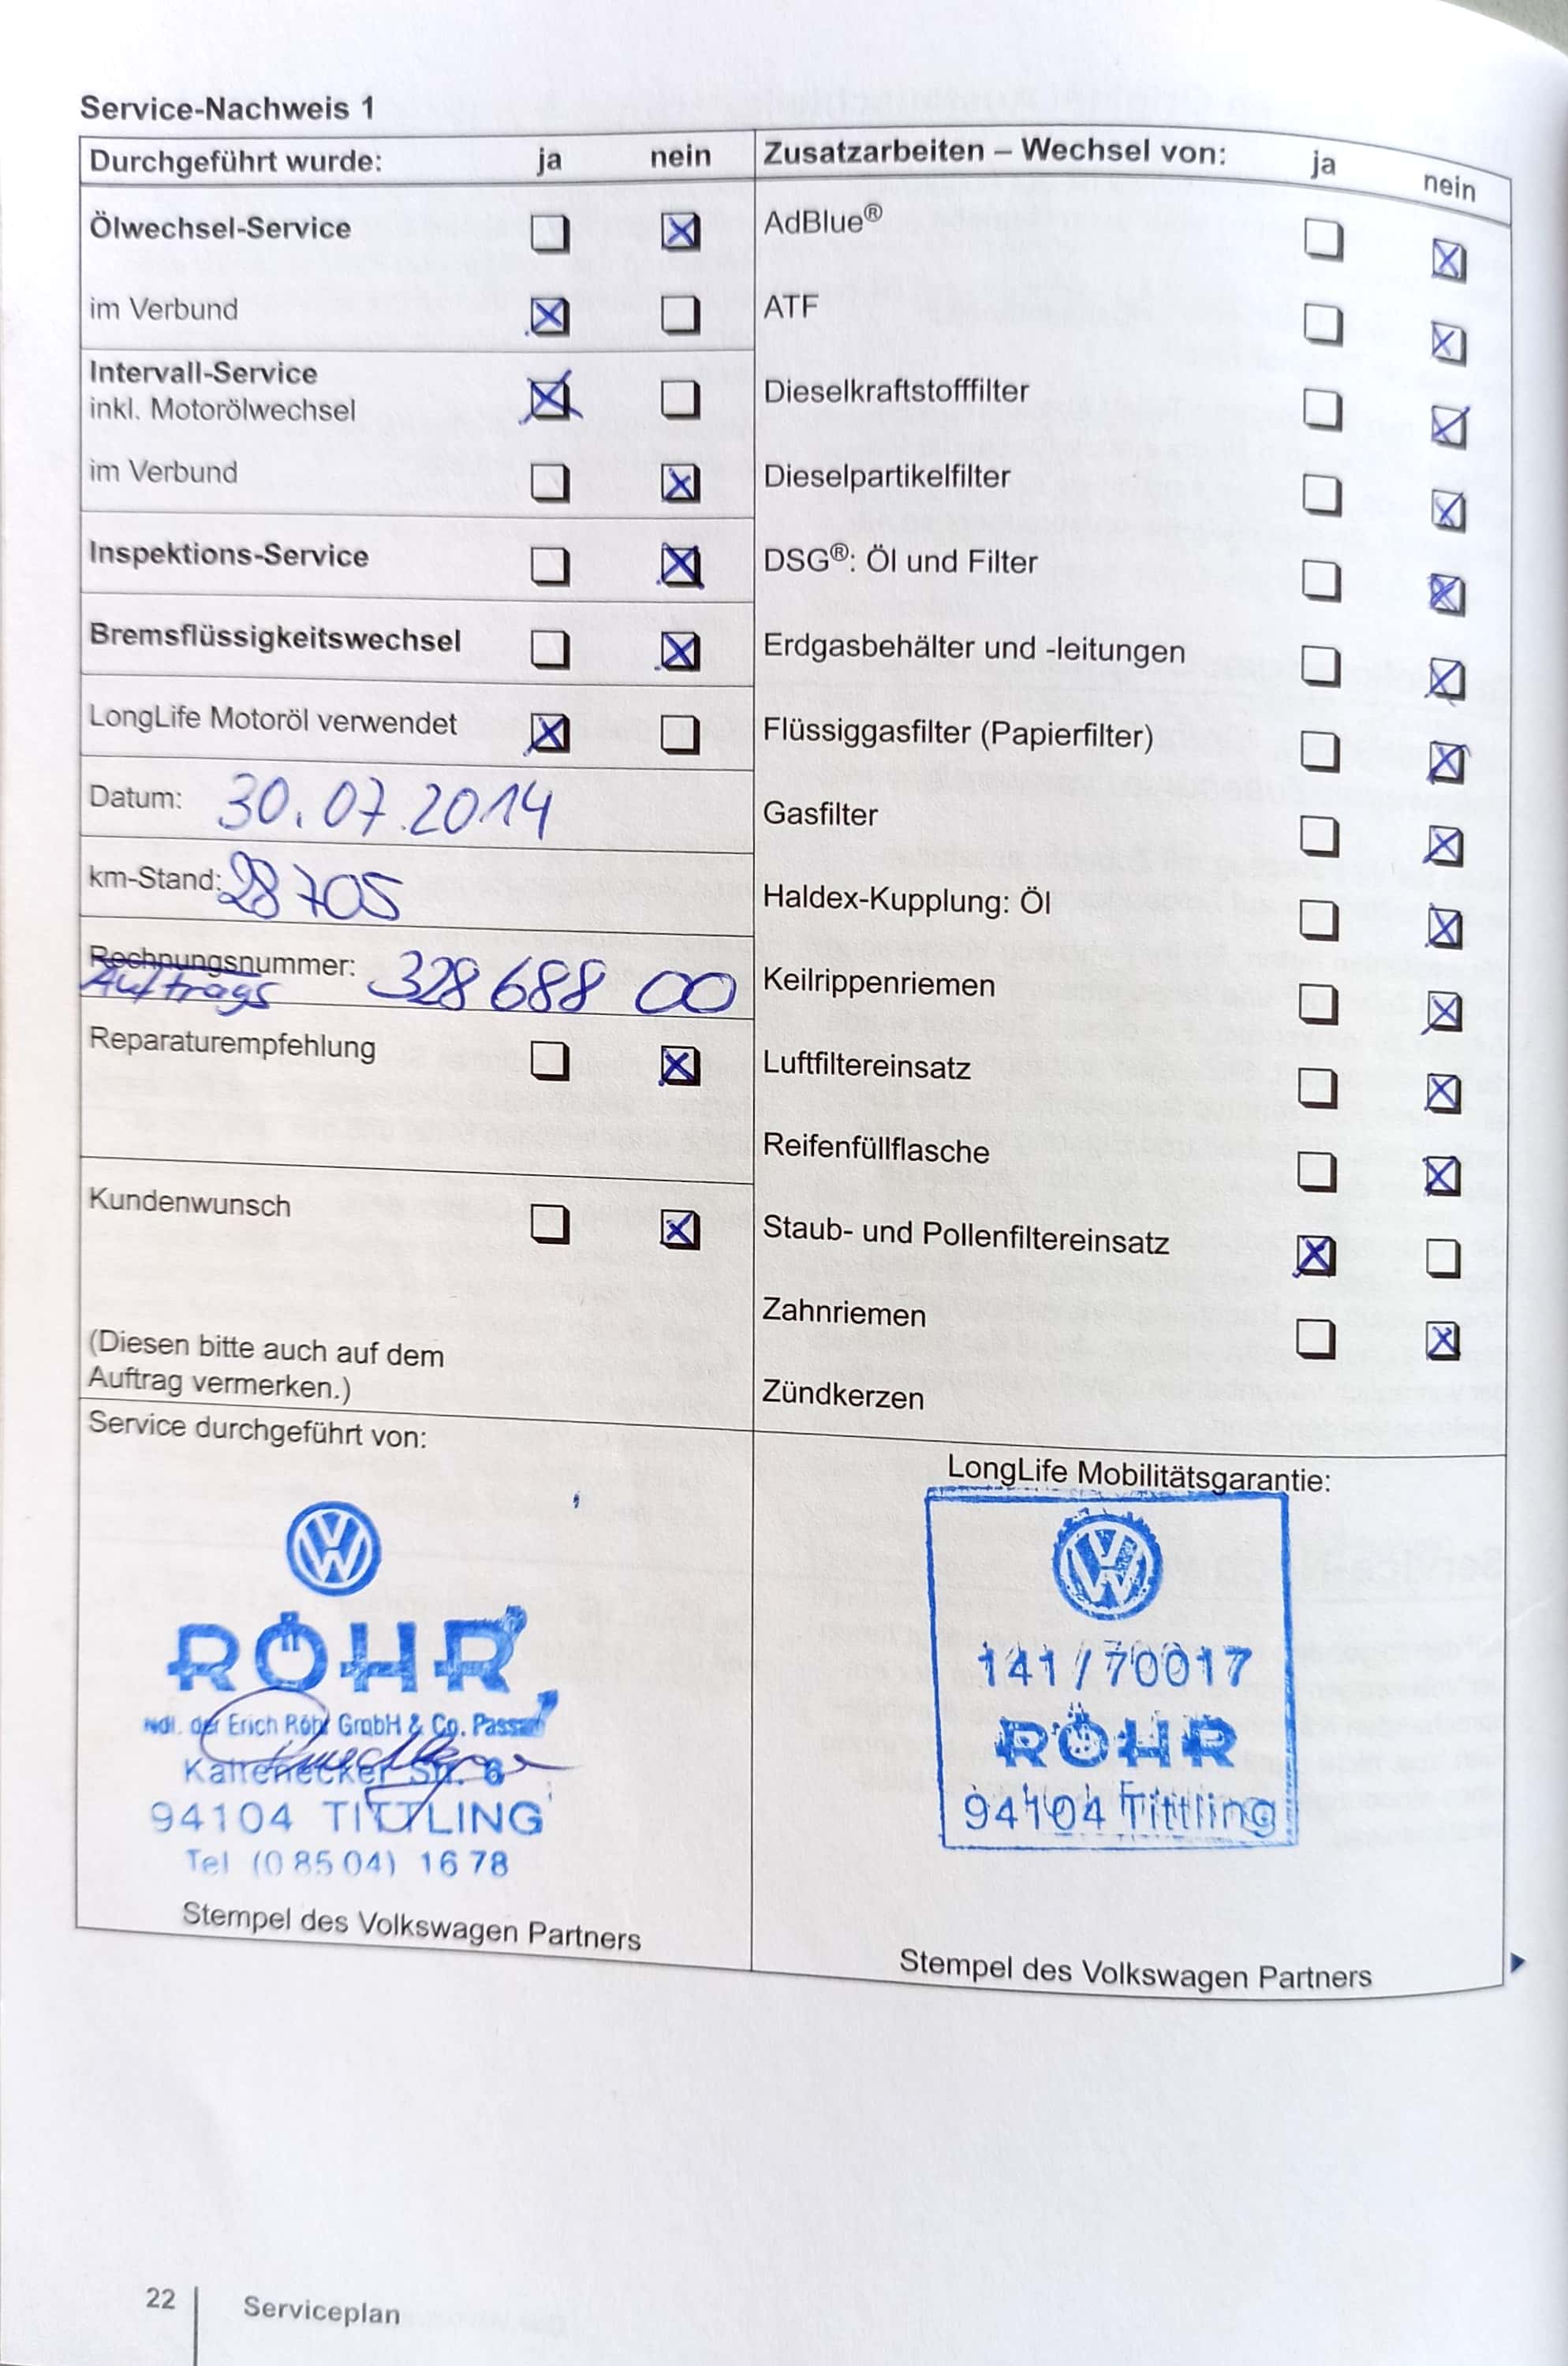 Service-Nachweis 1
Durchgeführt wurde: ja nein
Ölwechsel-Service
im Verbund
Intervall-Service
inkl. Motorölwechsel
im Verbund
Inspektions-Service
Bremsflüssigkeitswechsel
LongLife Motoröl verwendet
Datum: 30.07.2014
km-Stand: 28705
Rechnungsnummer: 328 688 00
Auftrags
Reparaturempfehlung
Kundenwunsch
(Diesen bitte auch auf dem
Auftrag vermerken.)
Service durchgeführt von:
RÖHR
Ndl. der Erich Röhr GmbH & Co. Passau
Kaltenecker Str. 6
94104 TITTLING
Tel (0 85 04) 16 78
Stempel des Volkswagen Partners
Zusatzarbeiten – Wechsel von: ja nein
AdBlue®
ATF
Dieselkraftstofffilter
Dieselpartikelfilter
DSG®: Öl und Filter
Erdgasbehälter und -leitungen
Flüssiggasfilter (Papierfilter)
Gasfilter
Haldex-Kupplung: Öl
Keilrippenriemen
Luftfiltereinsatz
Reifenfüllflasche
Staub- und Pollenfiltereinsatz
Zahnriemen
Zündkerzen
LongLife Mobilitätsgarantie:
141/70017
RÖHR
94104 Tittling
Stempel des Volkswagen Partners
22 Serviceplan